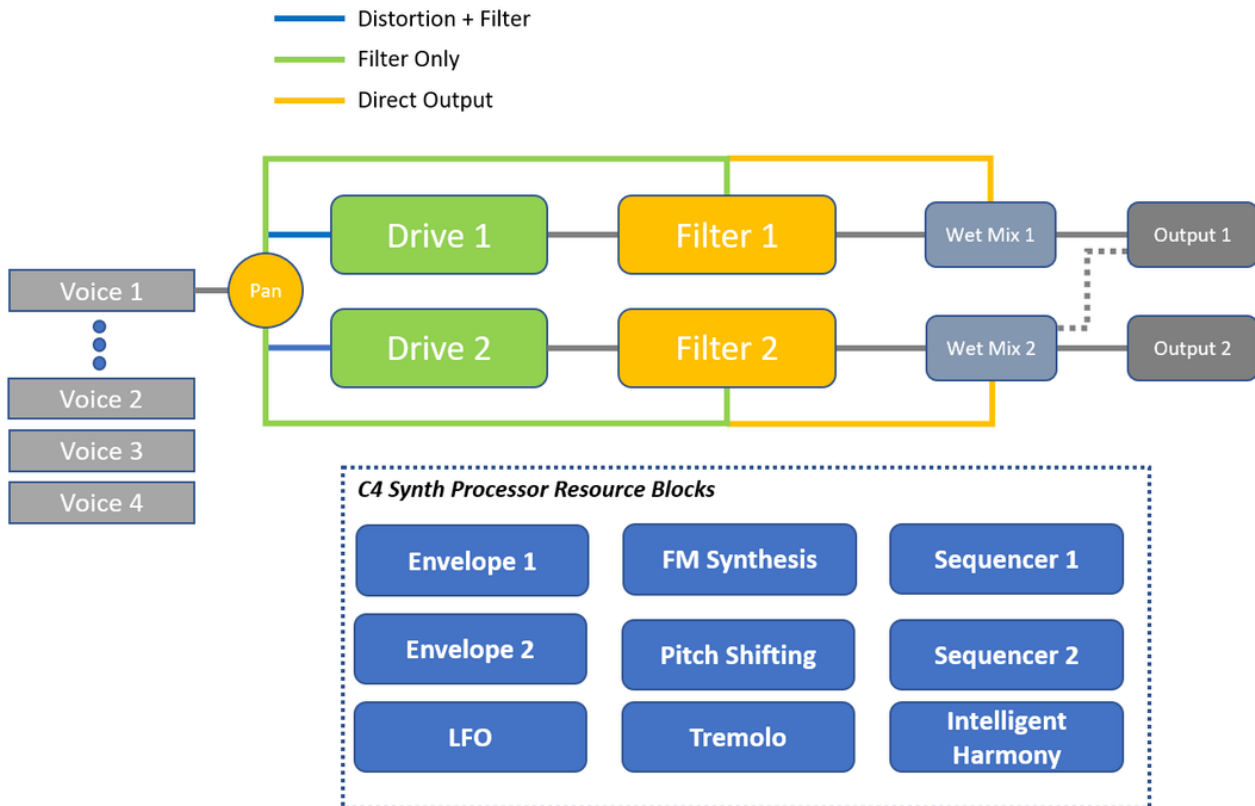 Distortion + Filter
Filter Only
Direct Output
Drive 1
Filter 1
Wet Mix 1
Output 1
Voice 1
Pan
Drive 2
Filter 2
Wet Mix 2
Output 2
Voice 2
Voice 3
Voice 4
C4 Synth Processor Resource Blocks
Envelope 1
FM Synthesis
Sequencer 1
Envelope 2
Pitch Shifting
Sequencer 2
LFO
Tremolo
Intelligent
Harmony